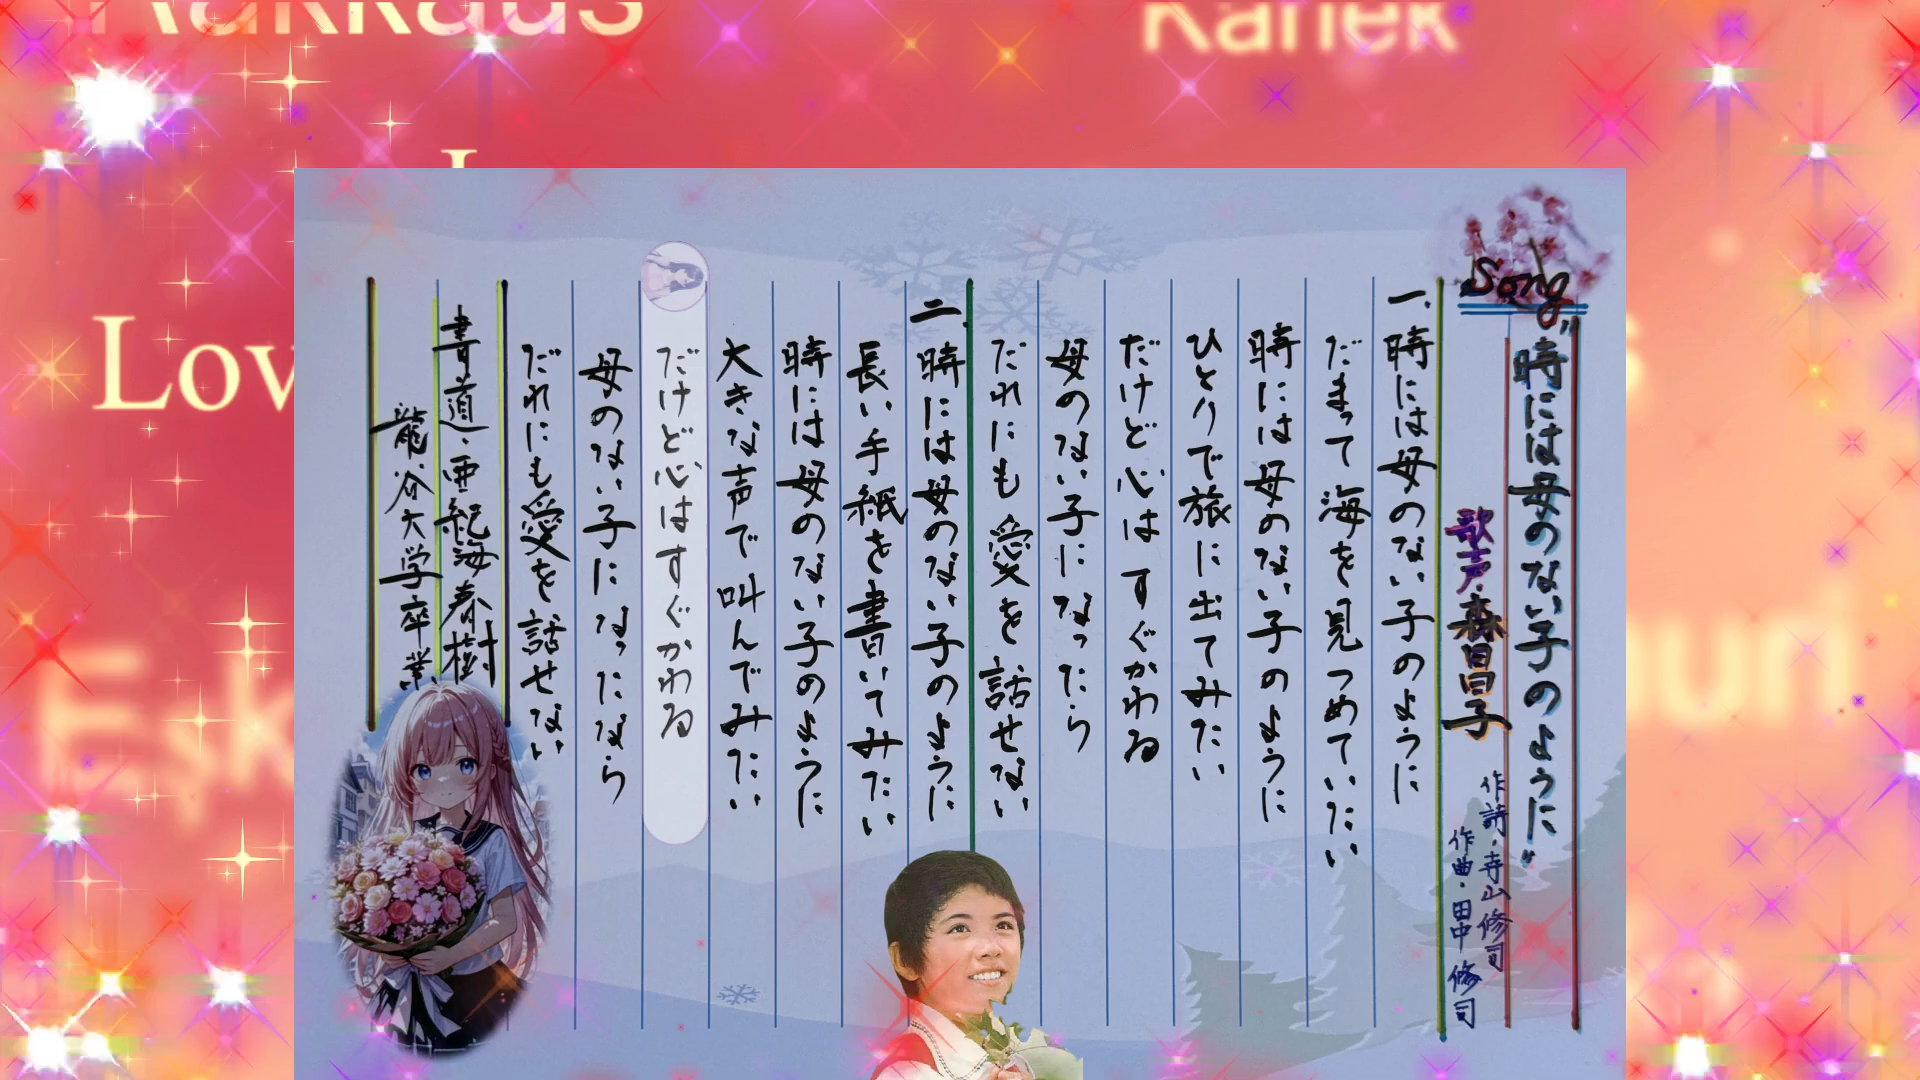 Rakkaus
Lov
Song
"時には母のない子のように"
歌声・森田日子
作詩・寺山修司
作曲・田中修司
一、時には母のない子のように
だまって海を見つめていたい
時には母のない子のように
ひとりで旅に出てみたい
だけど心はすぐかわる
母のない子になったら
だれにも愛を話せない
二、時には母のない子のように
長い手紙を書いてみたい
時には母のない子のように
大きな声で叫んでみたい
だけど心はすぐかわる
母のない子になったなら
だれにも愛を話せない
書道・亜紀海春樹
龍谷大学卒業